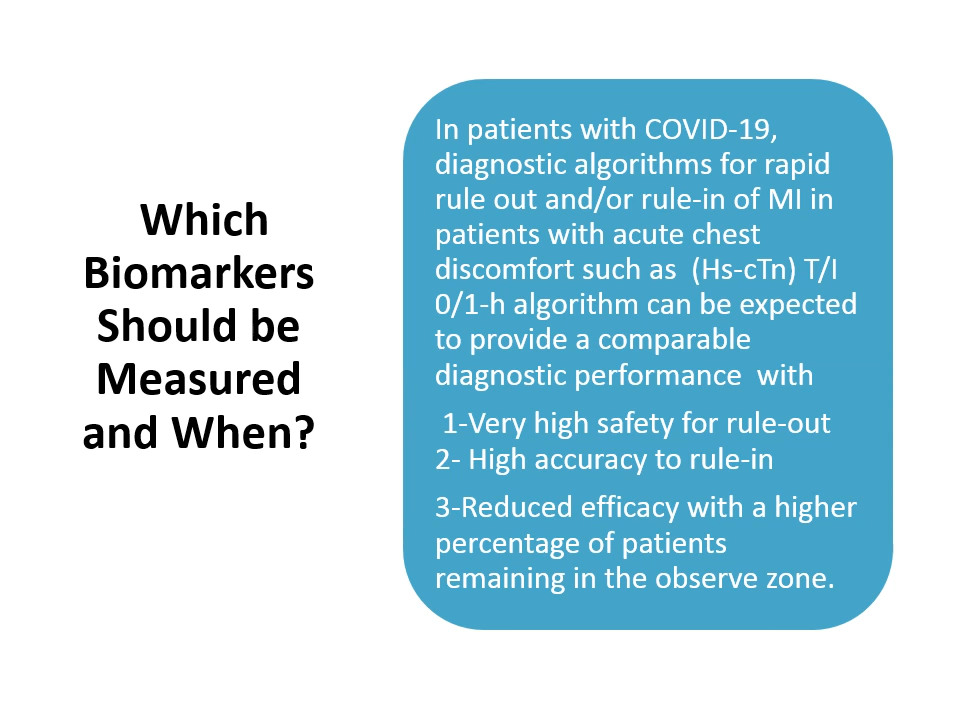 Which
Biomarkers
Should be
Measured
and When?
In patients with COVID-19,
diagnostic algorithms for rapid
rule out and/or rule-in of MI in
patients with acute chest
discomfort such as  (Hs-cTn) T/I
0/1-h algorithm can be expected
to provide a comparable
diagnostic performance  with
1-Very high safety for rule-out
2- High accuracy to rule-in
3-Reduced efficacy with a higher
percentage of patients
remaining in the observe zone.